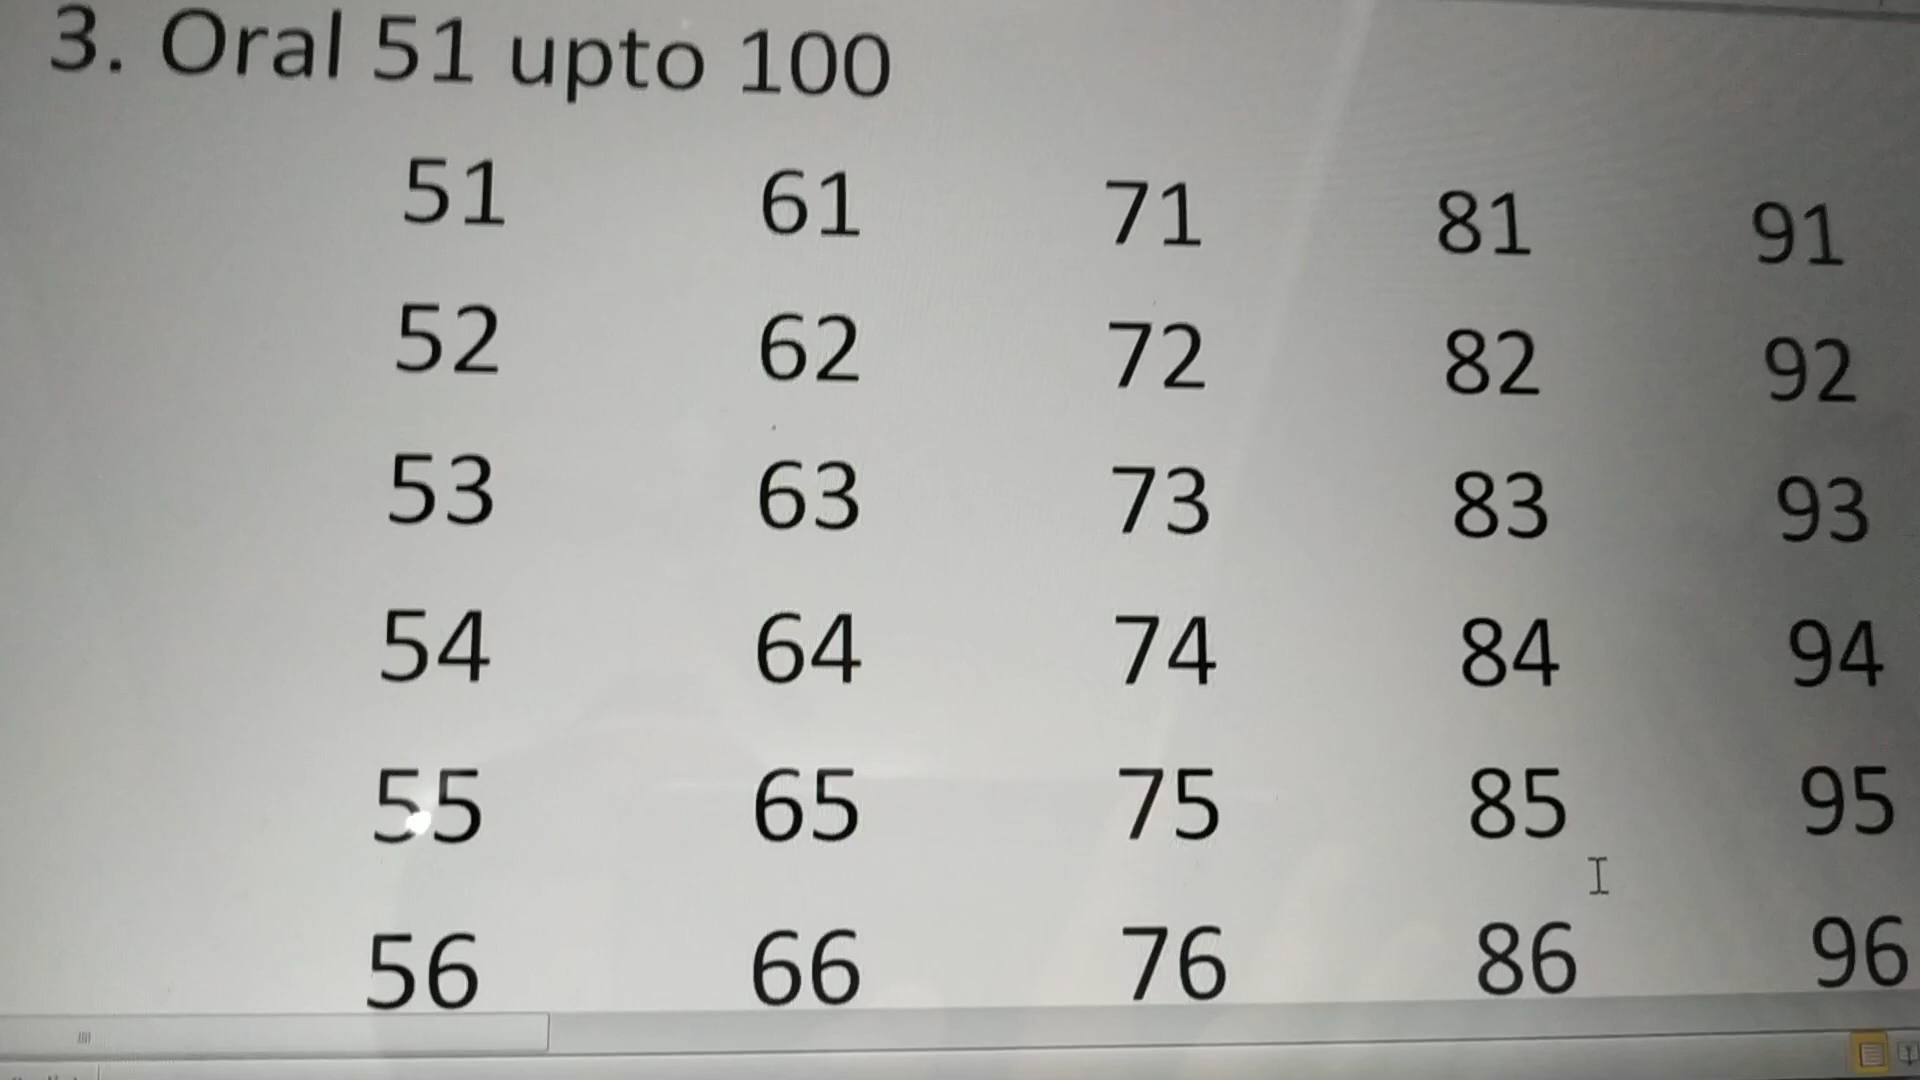 3. Oral 51 upto 100
51 61 71 81 91
52 62 72 82 92
53 63 73 83 93
54 64 74 84 94
55 65 75 85 95
56 66 76 86 96